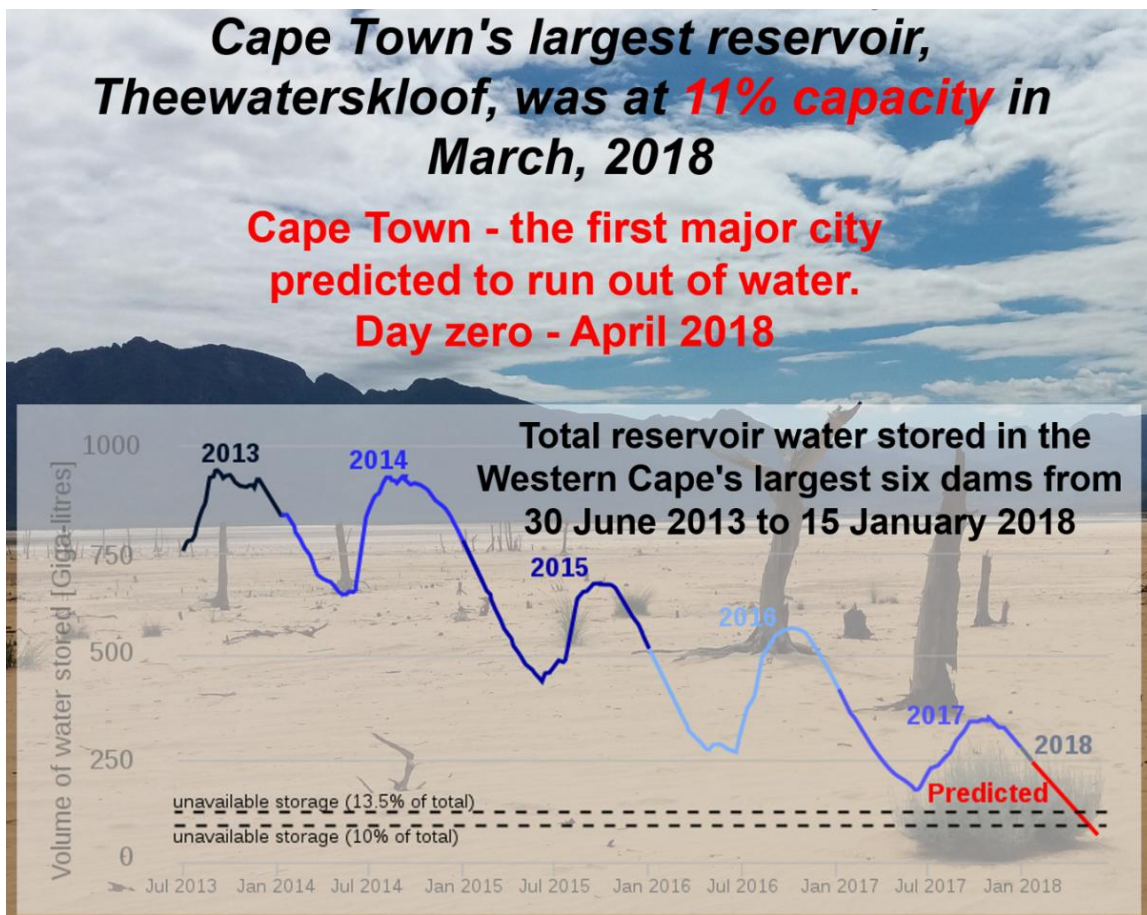 Cape Town's largest reservoir,
Theewaterskloof, was at 11% capacity in
March, 2018
Cape Town - the first major city
predicted to run out of water.
Day zero - April 2018
Total reservoir water stored in the
Western Cape's largest six dams from
30 June 2013 to 15 January 2018
Volume of water stored [Giga-litres]
1000
750
500
250
0
2013
2014
2015
2016
2017
2018
Predicted
unavailable storage (13.5% of total)
unavailable storage (10% of total)
Jul 2013 Jan 2014 Jul 2014 Jan 2015 Jul 2015 Jan 2016 Jul 2016 Jan 2017 Jul 2017 Jan 2018